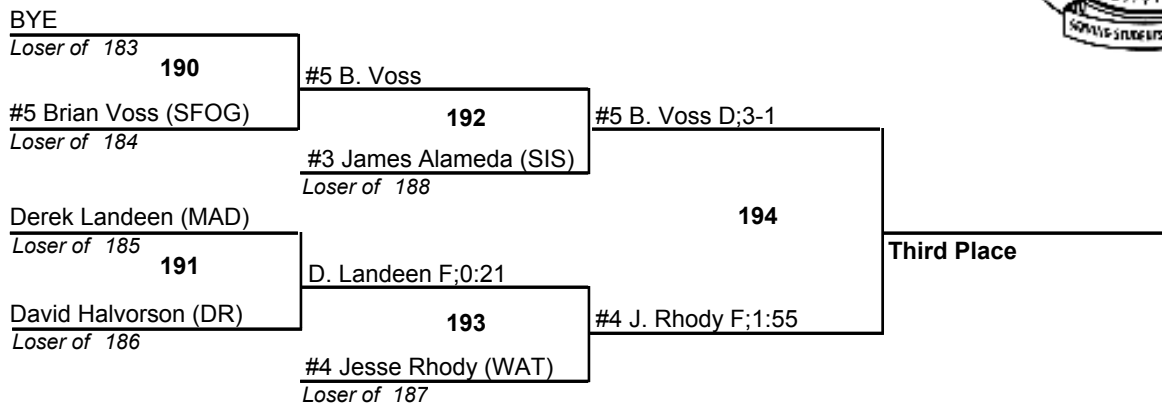 BYE
Loser of 183
190
#5 B. Voss
#5 Brian Voss (SFOG)
Loser of 184
192
#5 B. Voss D;3-1
#3 James Alameda (SIS)
Loser of 188
Derek Landeen (MAD)
Loser of 185
194
191
Third Place
D. Landeen F;0:21
David Halvorson (DR)
Loser of 186
193
#4 J. Rhody F;1:55
#4 Jesse Rhody (WAT)
Loser of 187
SERVING STUDENTS